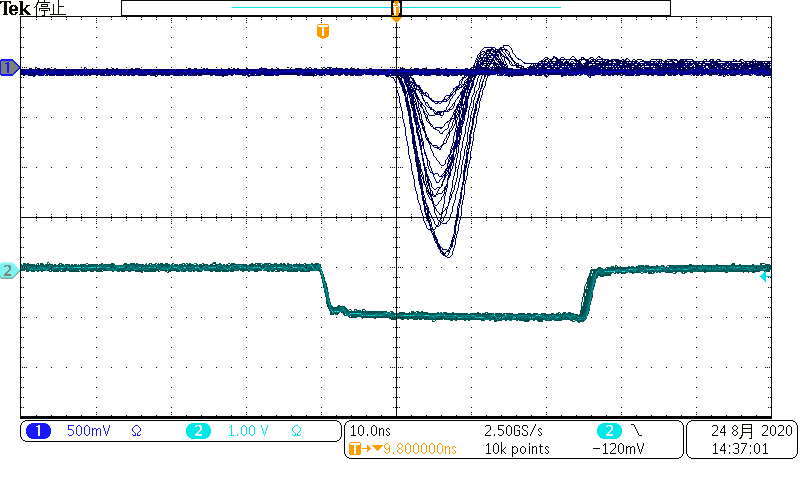 Tek 停止
T
1
2
1 500mV Ω 2 1.00 V Ω
10.0ns 2.50GS/s 2
T→▼9.800000ns 10k points −120mV
24 8月 2020
14:37:01